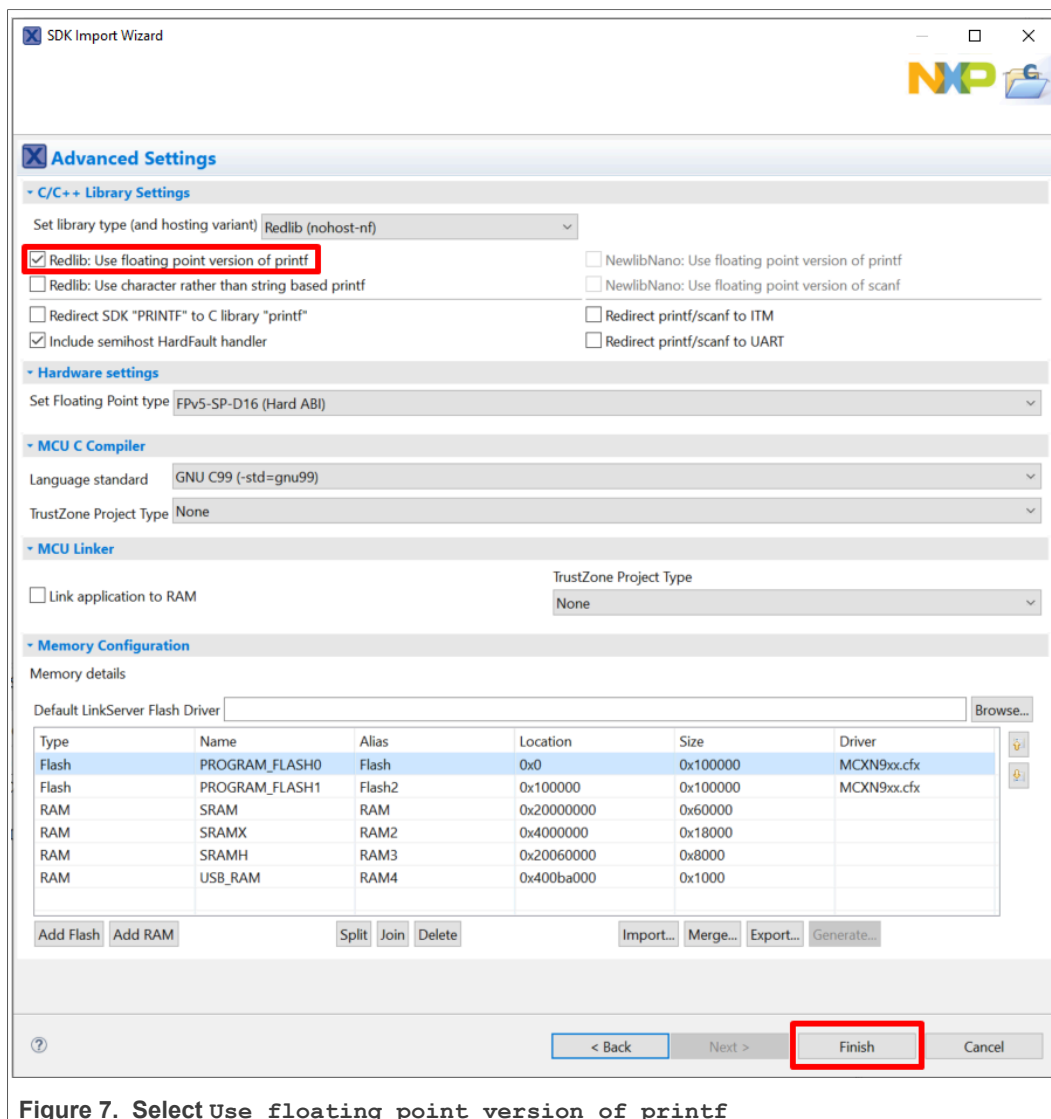 SDK Import Wizard
NXP
Advanced Settings
C/C++ Library Settings
Set library type (and hosting variant) Redlib (nohost-nf)
Redlib: Use floating point version of printf NewlibNano: Use floating point version of printf
Redlib: Use character rather than string based printf NewlibNano: Use floating point version of scanf
Redirect SDK "PRINTF" to C library "printf" Redirect printf/scanf to ITM
Include semihost HardFault handler Redirect printf/scanf to UART
Hardware settings
Set Floating Point type FPv5-SP-D16 (Hard ABI)
MCU C Compiler
Language standard GNU C99 (-std=gnu99)
TrustZone Project Type None
MCU Linker
TrustZone Project Type
Link application to RAM None
Memory Configuration
Memory details
Default LinkServer Flash Driver Browse...
Type Name Alias Location Size Driver
Flash PROGRAM_FLASH0 Flash 0x0 0x100000 MCXN9xx.cfx
Flash PROGRAM_FLASH1 Flash2 0x100000 0x100000 MCXN9xx.cfx
RAM SRAM RAM 0x20000000 0x60000
RAM SRAMX RAM2 0x4000000 0x18000
RAM SRAMH RAM3 0x20060000 0x8000
RAM USB_RAM RAM4 0x400ba000 0x1000
Add Flash Add RAM Split Join Delete Import... Merge... Export... Generate...
< Back Next > Finish Cancel
Figure 7. Select Use floating point version of printf